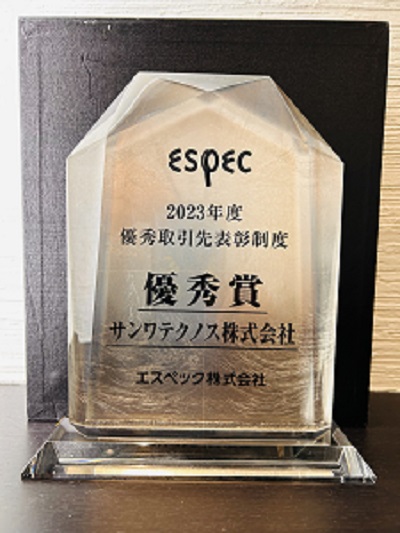 ESPEC
2023年度
優秀取引先表彰制度
優秀賞
サンワテクノス株式会社
エスペック株式会社